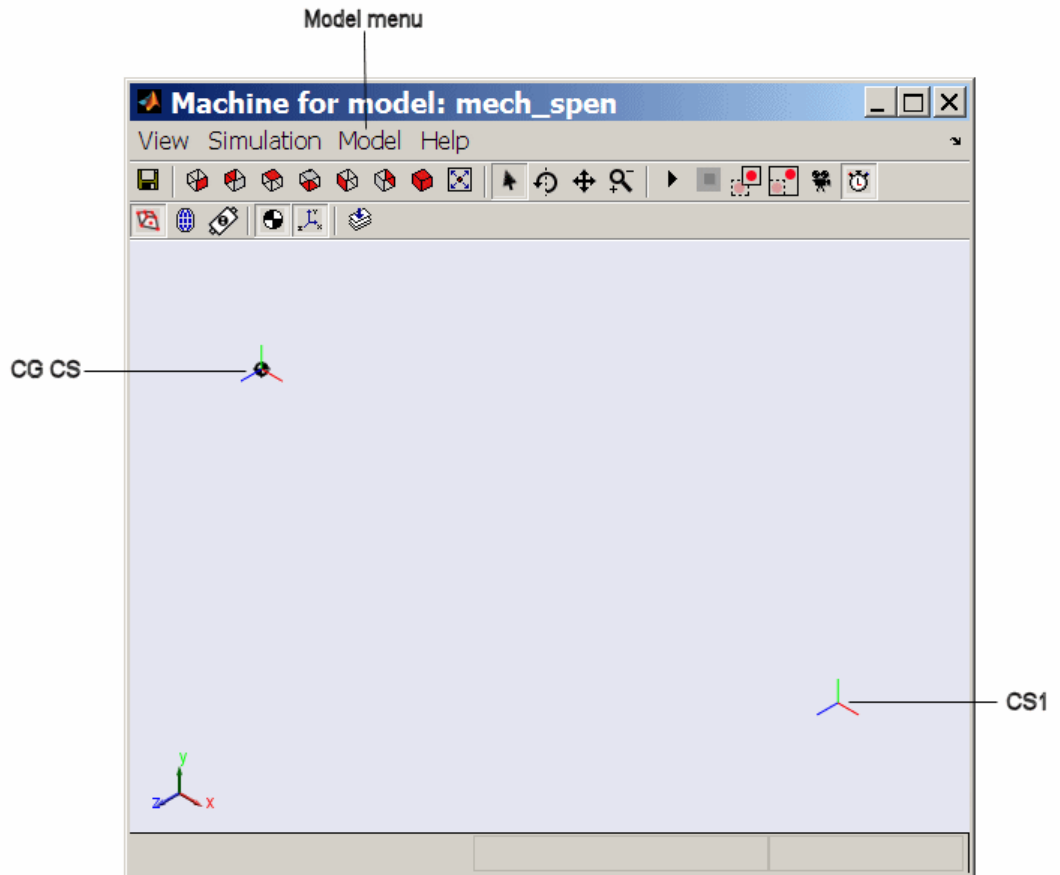 Model menu
Machine for model: mech_spen
View Simulation Model Help
CG CS
CS1
y
z x